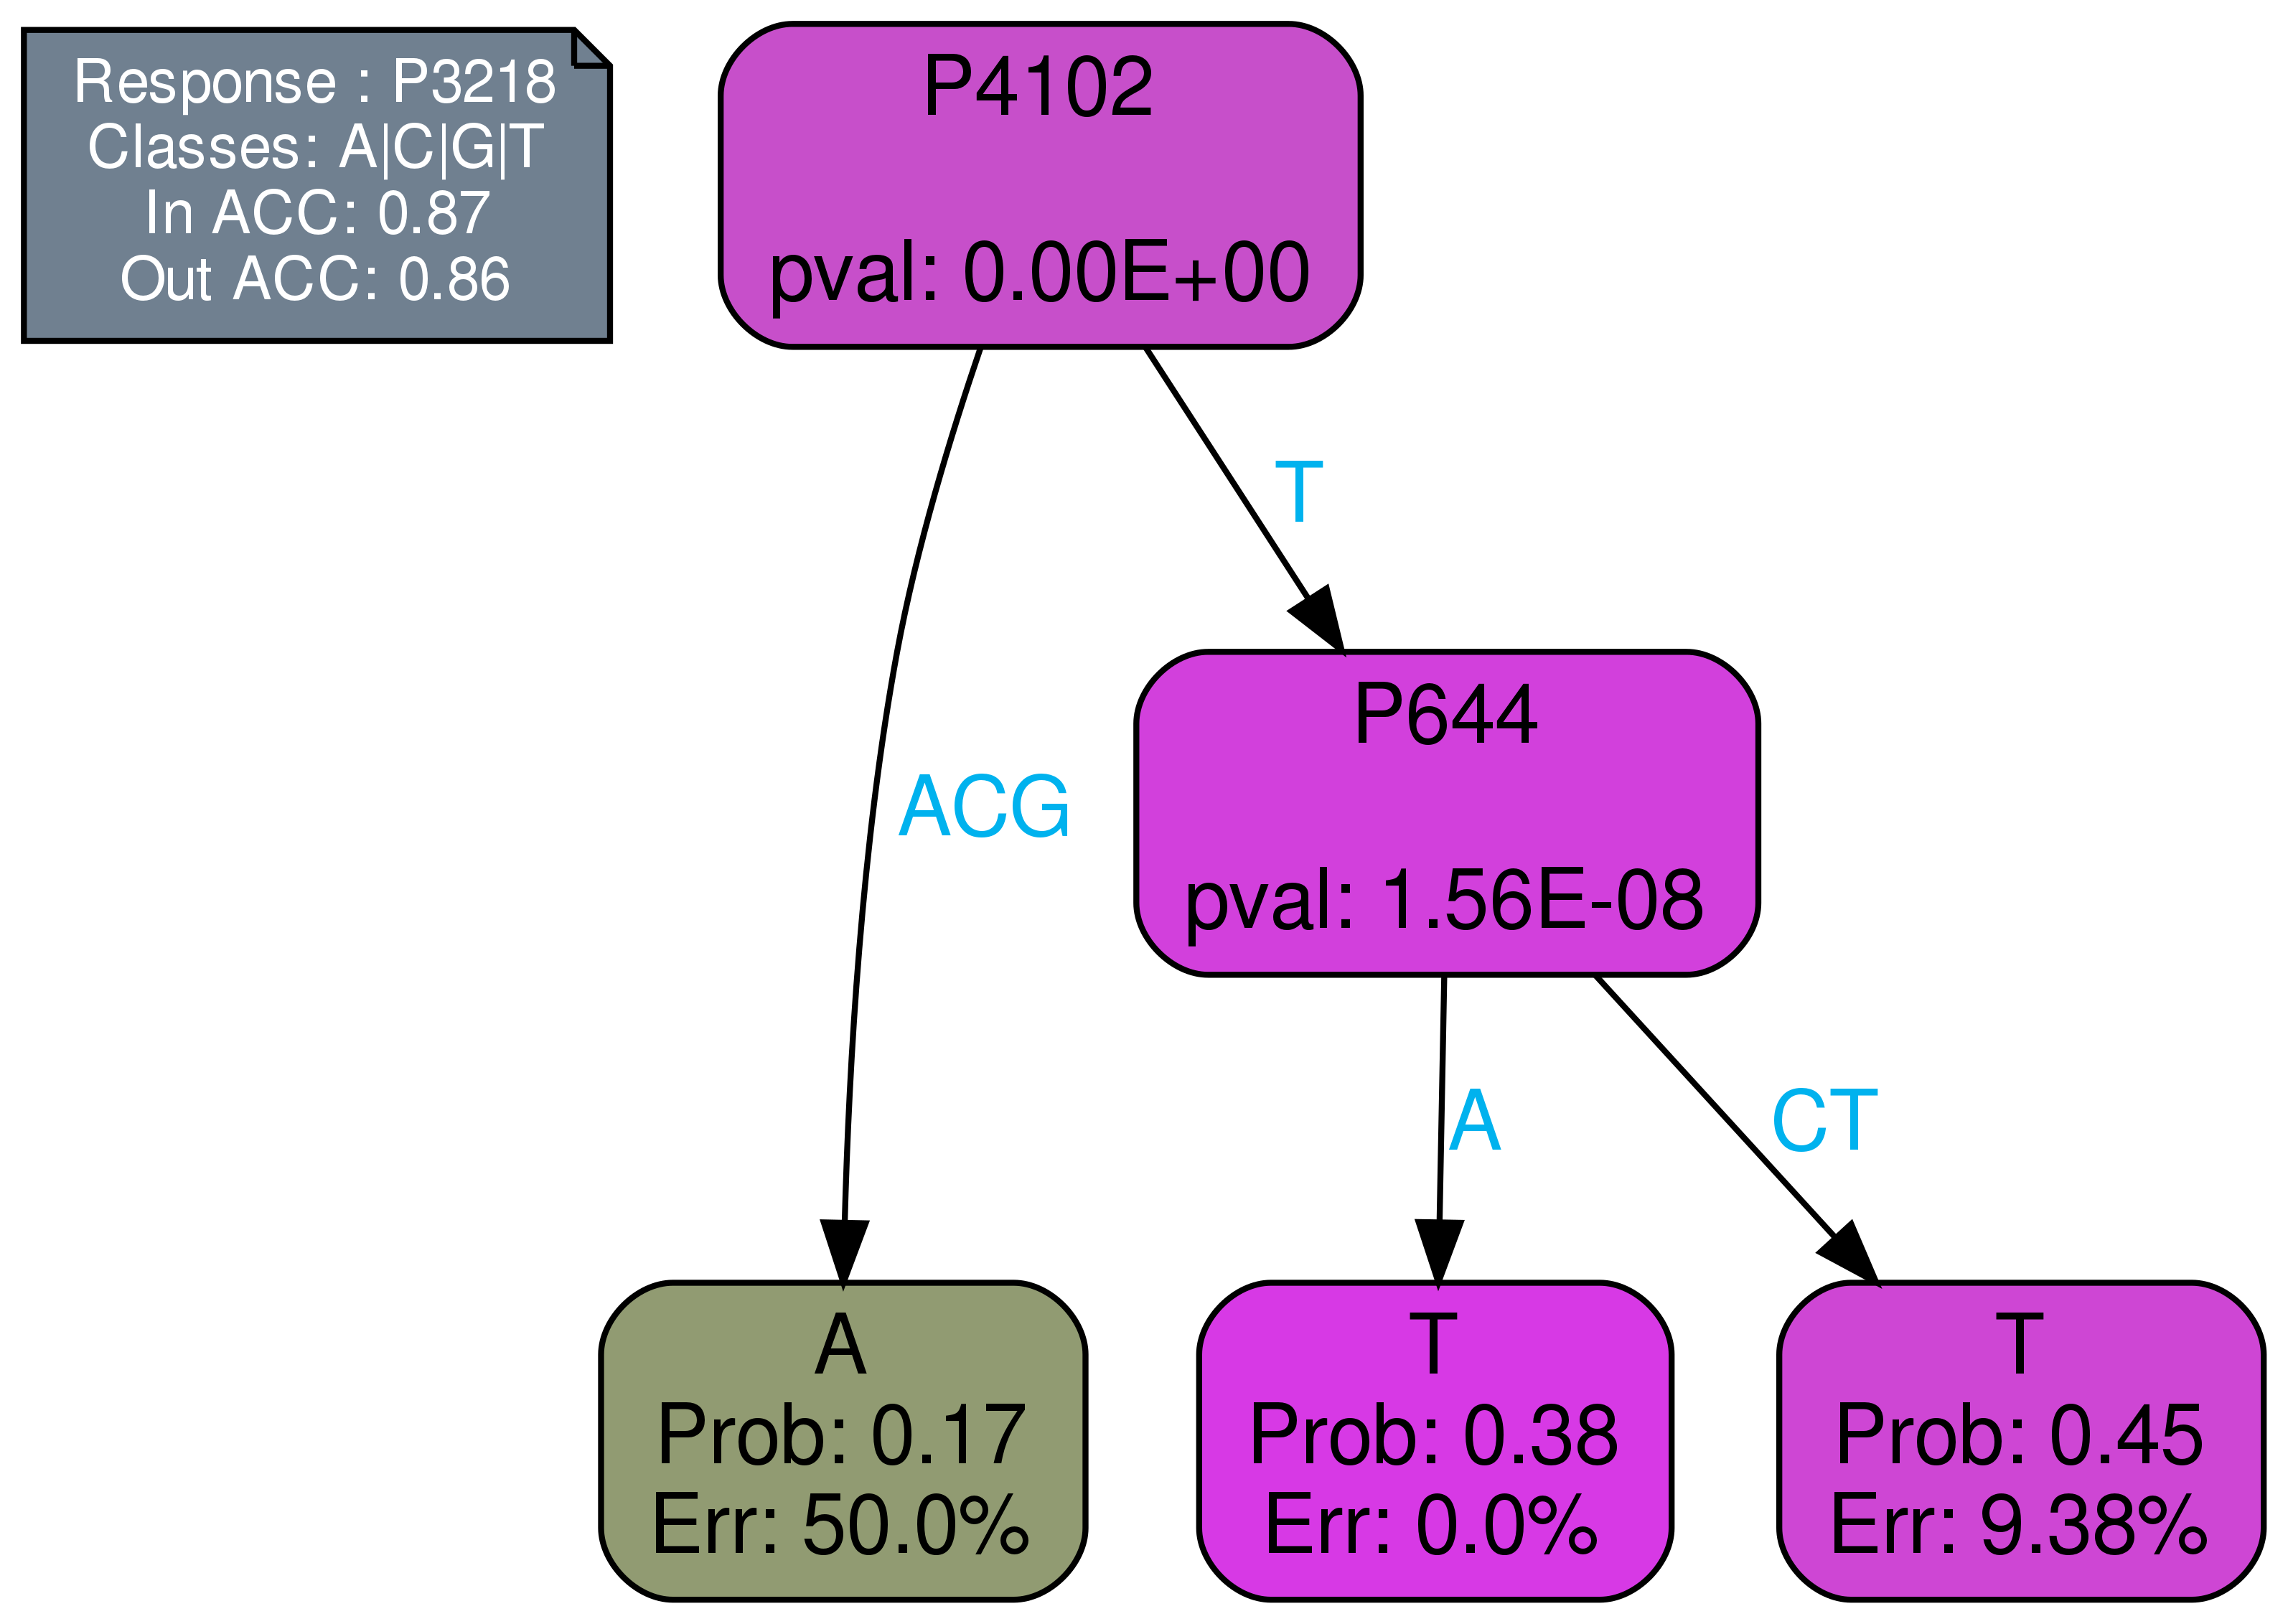 Response : P3218
Classes: A|C|G|T
In ACC: 0.87
Out ACC: 0.86
P4102
pval: 0.00E+00
T
ACG
P644
pval: 1.56E-08
A
CT
A
Prob: 0.17
Err: 50.0%
T
Prob: 0.38
Err: 0.0%
T
Prob: 0.45
Err: 9.38%